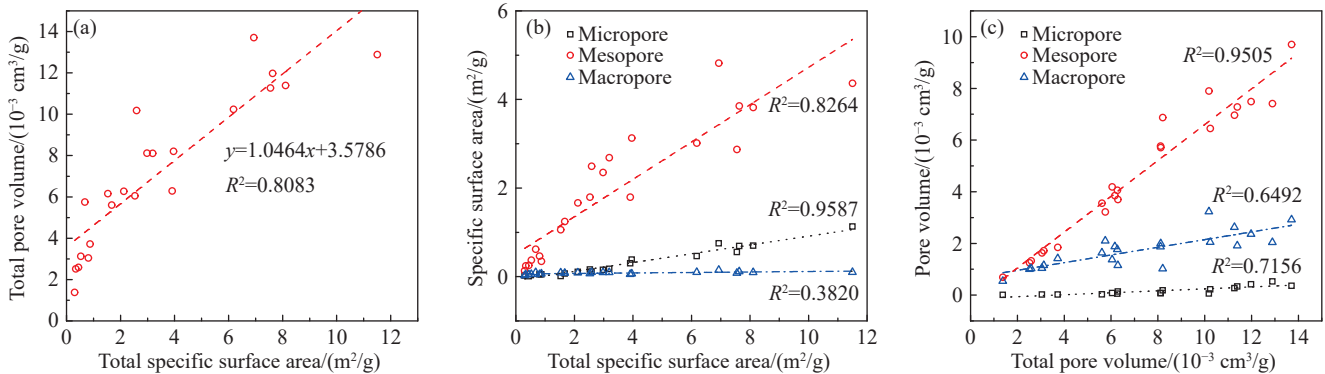 (a)
Total pore volume/(10⁻³ cm³/g)
14
12
10
8
6
4
2
0
y=1.0464x+3.5786
R²=0.8083
0 2 4 6 8 10 12
Total specific surface area/(m²/g)
(b)
Micropore
Mesopore
Macropore
Specific surface area/(m²/g)
6
4
2
0
R²=0.8264
R²=0.9587
R²=0.3820
0 2 4 6 8 10 12
Total specific surface area/(m²/g)
(c)
Micropore
Mesopore
Macropore
Pore volume/(10⁻³ cm³/g)
10
8
6
4
2
0
R²=0.9505
R²=0.6492
R²=0.7156
0 2 4 6 8 10 12 14
Total pore volume/(10⁻³ cm³/g)